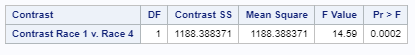 Contrast DF Contrast SS Mean Square F Value Pr > F
Contrast Race 1 v. Race 4 1 1188.388371 1188.388371 14.59 0.0002